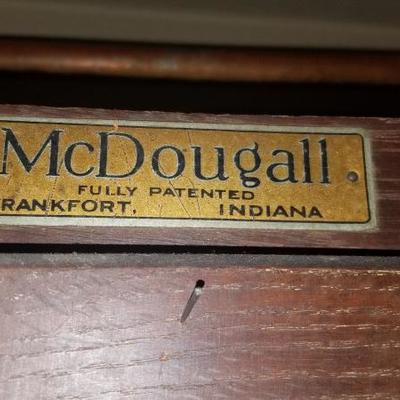 McDougall
FULLY PATENTED
RANKFORT, INDIANA